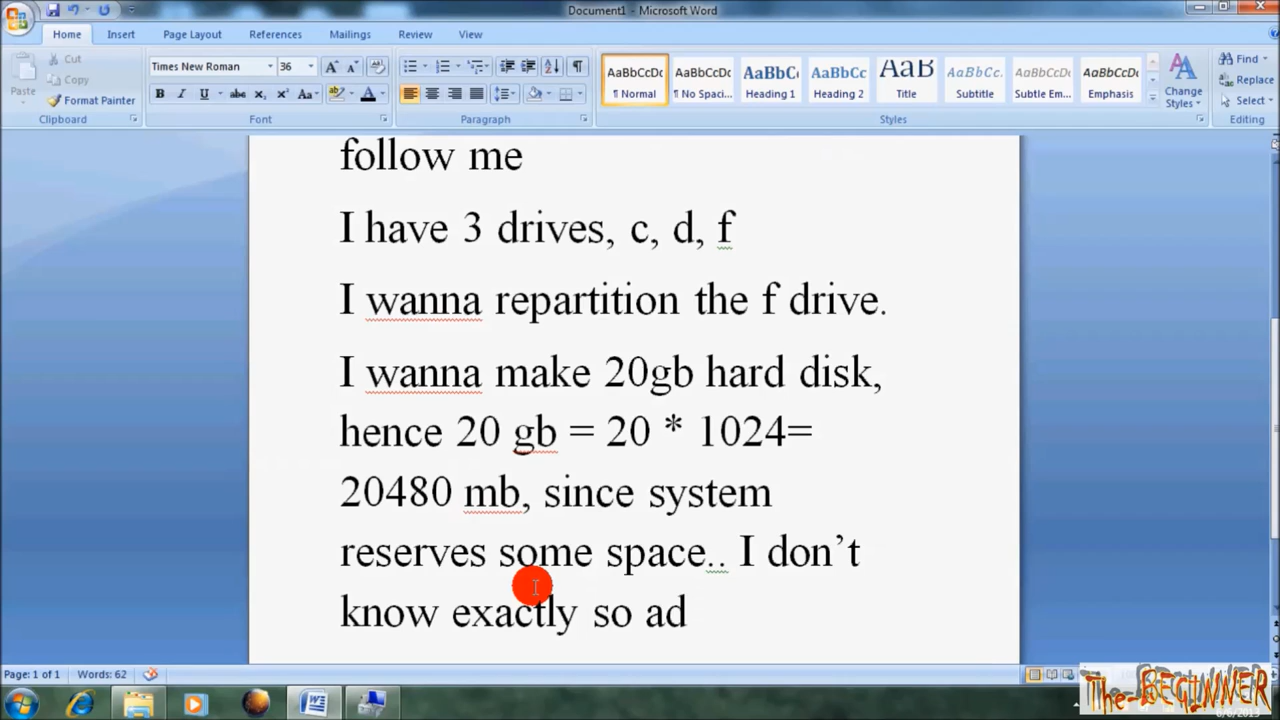 Document1 - Microsoft Word
Home Insert Page Layout References Mailings Review View
Cut
Copy
Paste
Format Painter
Clipboard
Times New Roman 36
Font
Paragraph
AaBbCcDc AaBbCcDc AaBbCc AaBbCc AaB AaBbCc. AaBbCcDc AaBbCcDc
¶ Normal ¶ No Spaci... Heading 1 Heading 2 Title Subtitle Subtle Em... Emphasis
Styles
Change Styles
Find
Replace
Select
Editing
follow me
I have 3 drives, c, d, f
I wanna repartition the f drive.
I wanna make 20gb hard disk,
hence 20 gb = 20 * 1024=
20480 mb, since system
reserves some space.. I don’t
know exactly so ad
Page: 1 of 1 Words: 62
The-BEGINNER
6/6/2013